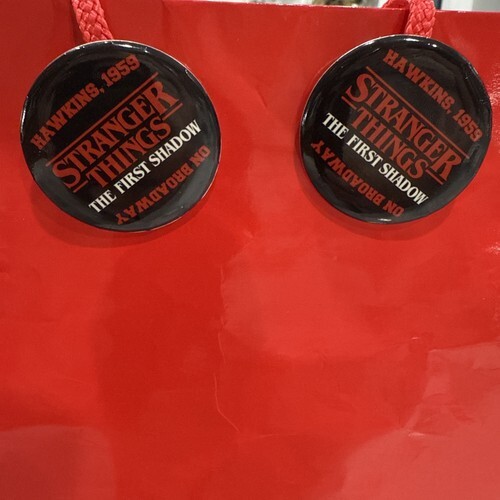 HAWKINS, 1959
STRANGER
THINGS
THE FIRST SHADOW
ON BROADWAY
HAWKINS, 1959
STRANGER
THINGS
THE FIRST SHADOW
ON BROADWAY